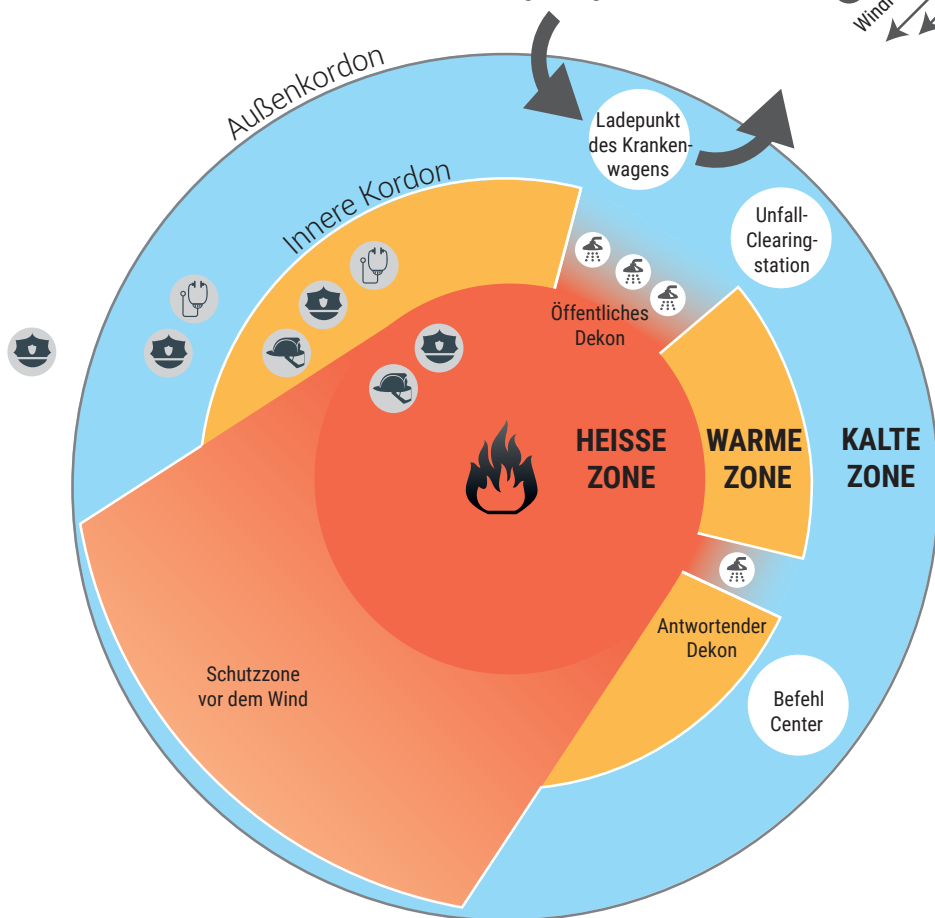 Windr
Außenkordon
Ladepunkt
des Kranken-
wagens
Innere Kordon
Unfall-
Clearing-
station
Öffentliches
Dekon
HEISSE
ZONE
WARME
ZONE
KALTE
ZONE
Antwortender
Dekon
Schutzzone
vor dem Wind
Befehl
Center